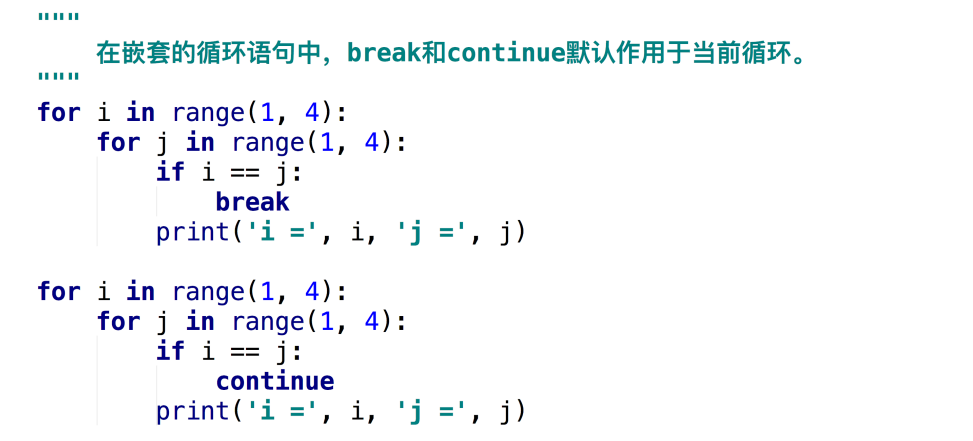 """
    在嵌套的循环语句中，break和continue默认作用于当前循环。
"""
for i in range(1, 4):
    for j in range(1, 4):
        if i == j:
            break
        print('i =', i, 'j =', j)

for i in range(1, 4):
    for j in range(1, 4):
        if i == j:
            continue
        print('i =', i, 'j =', j)